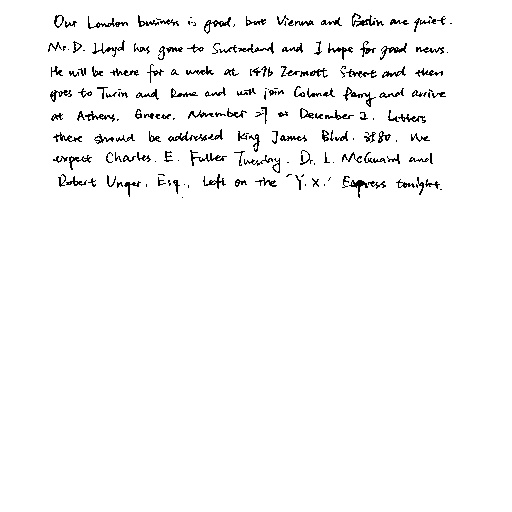 Our London business is good, but Vienna and Berlin are quiet.
Mr. D. Lloyd has gone to Switzerland and I hope for good news.
He will be there for a week at 1496 Zermott Street and then
goes to Turin and Rome and will join Colonel Parry and arrive
at Athens, Greece, November 27 or December 2. Letters
there should be addressed King James Blvd. 3580. We
expect Charles E. Fuller Tuesday. Dr. L. McQuaid and
Robert Unger, Esq., left on the "Y.X." Express tonight.